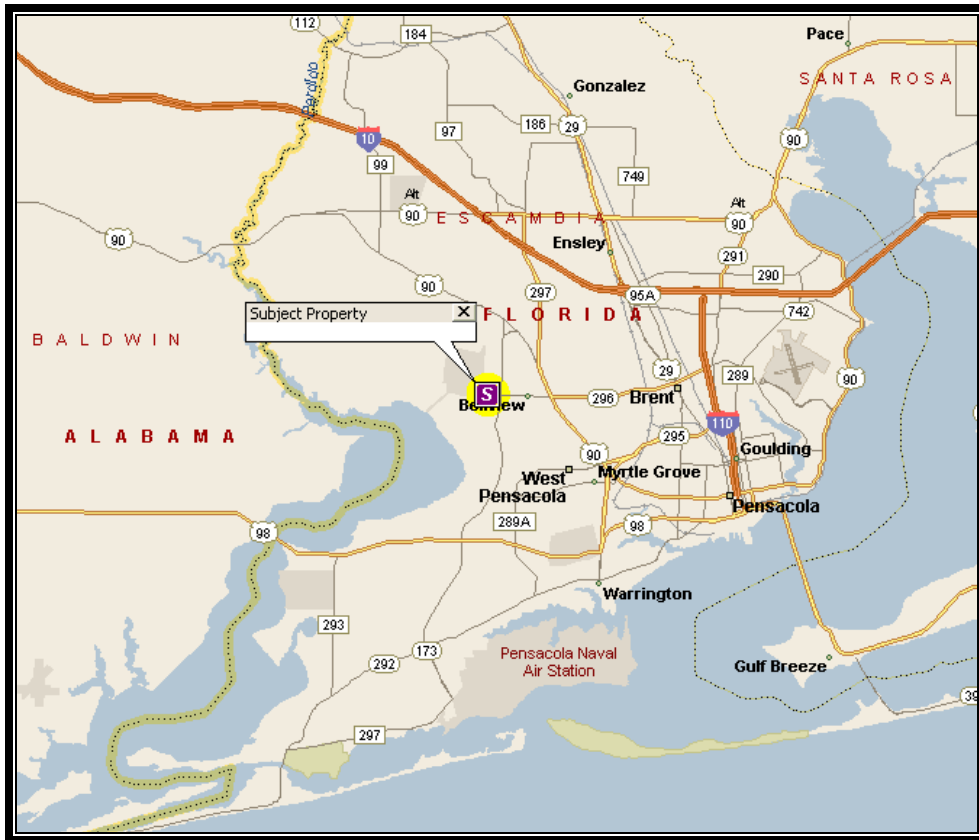 112
184
Pace
SANTA ROSA
Perdido
Gonzalez
29
186
97
90
10
99
749
Alt
90
Alt
90
ESCAMBIA
90
Ensley
291
290
90
297
95A
742
Subject Property
FLORIDA
BALDWIN
29
289
90
S
Bellview
296
Brent
110
ALABAMA
295
90
Goulding
West
Pensacola
Myrtle Grove
Pensacola
289A
98
98
Warrington
293
173
292
Pensacola Naval
Air Station
Gulf Breeze
297